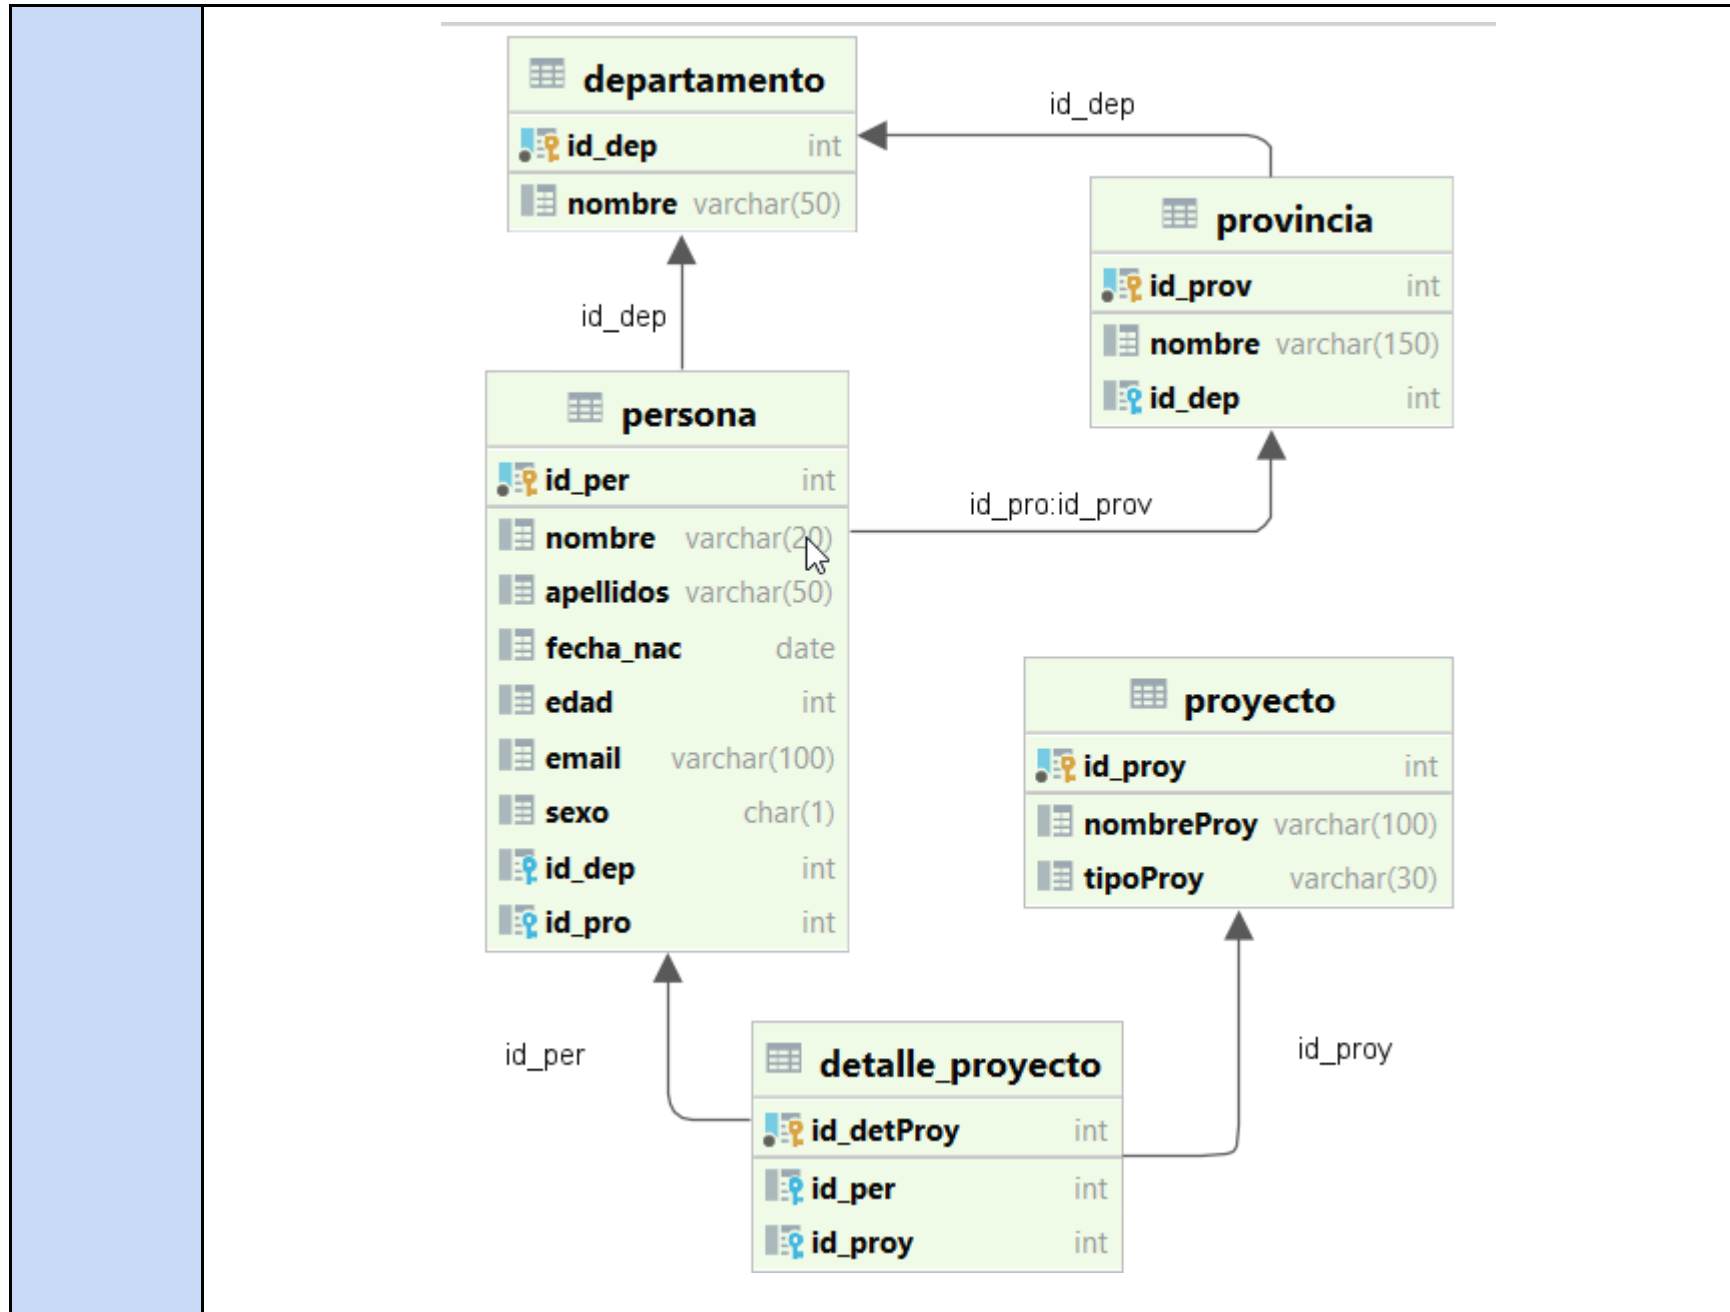 departamento
id_dep int
nombre varchar(50)
id_dep
provincia
id_prov int
nombre varchar(150)
id_dep int
id_dep
persona
id_per int
nombre varchar(20)
apellidos varchar(50)
fecha_nac date
edad int
email varchar(100)
sexo char(1)
id_dep int
id_pro int
id_pro:id_prov
proyecto
id_proy int
nombreProy varchar(100)
tipoProy varchar(30)
id_per
detalle_proyecto
id_detProy int
id_per int
id_proy int
id_proy